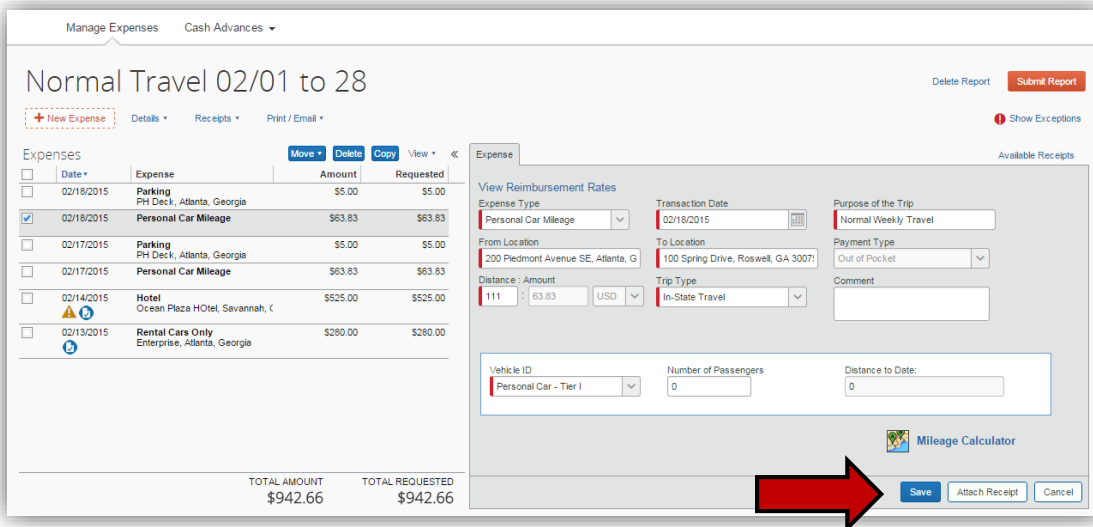 Manage Expenses Cash Advances
Normal Travel 02/01 to 28
Delete Report Submit Report
+ New Expense Details Receipts Print / Email Show Exceptions
Expenses Move Delete Copy View « Expense Available Receipts
Date Expense Amount Requested
02/18/2015 Parking $5.00 $5.00
PH Deck, Atlanta, Georgia
02/18/2015 Personal Car Mileage $63.83 $63.83
02/17/2015 Parking $5.00 $5.00
PH Deck, Atlanta, Georgia
02/17/2015 Personal Car Mileage $63.83 $63.83
02/14/2015 Hotel $525.00 $525.00
Ocean Plaza HOtel, Savannah, (
02/13/2015 Rental Cars Only $280.00 $280.00
Enterprise, Atlanta, Georgia
TOTAL AMOUNT TOTAL REQUESTED
$942.66 $942.66
View Reimbursement Rates
Expense Type Transaction Date Purpose of the Trip
Personal Car Mileage 02/18/2015 Normal Weekly Travel
From Location To Location Payment Type
200 Piedmont Avenue SE, Atlanta, G 100 Spring Drive, Roswell, GA 3007 Out of Pocket
Distance : Amount Trip Type Comment
111 : 63.83 USD In-State Travel
Vehicle ID Number of Passengers Distance to Date:
Personal Car - Tier I 0 0
Mileage Calculator
Save Attach Receipt Cancel